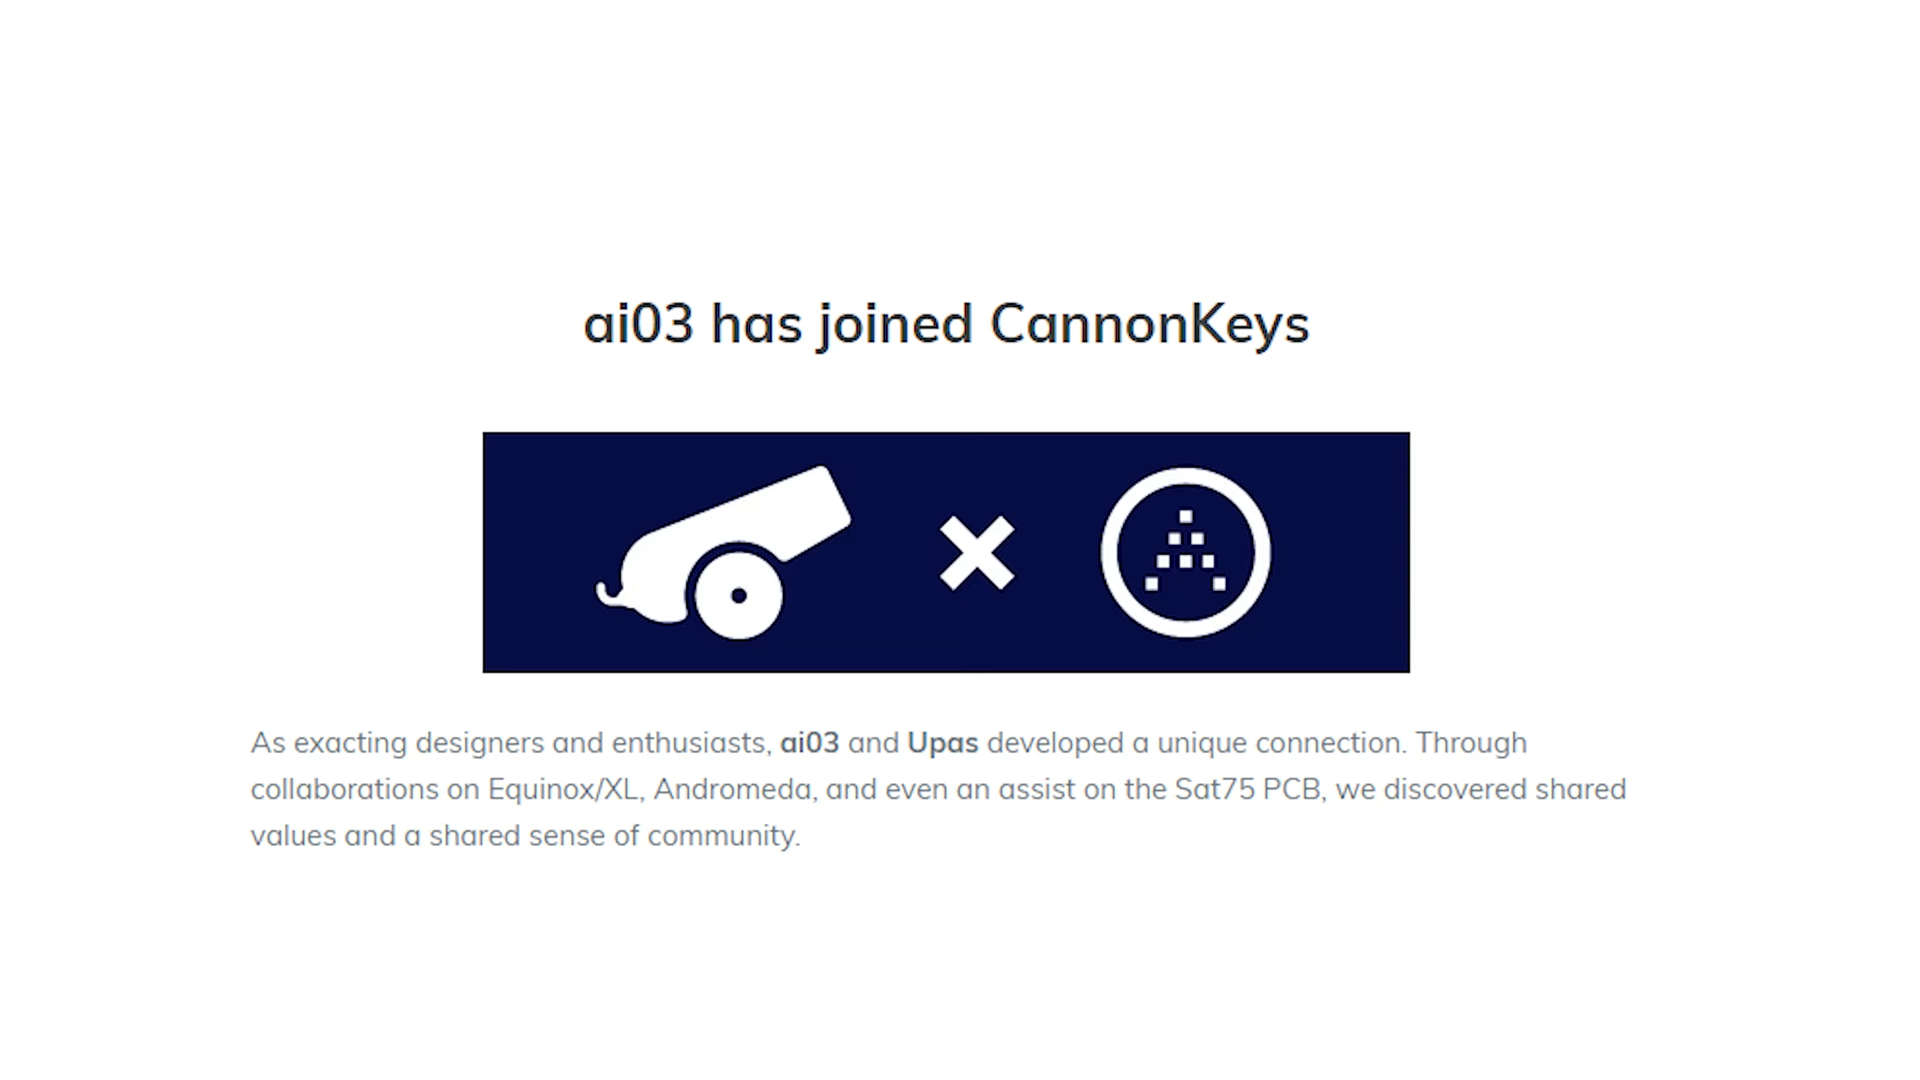 ai03 has joined CannonKeys
As exacting designers and enthusiasts, ai03 and Upas developed a unique connection. Through
collaborations on Equinox/XL, Andromeda, and even an assist on the Sat75 PCB, we discovered shared
values and a shared sense of community.